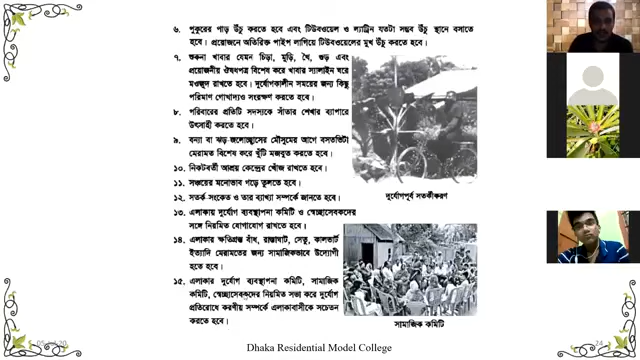 ৬. পুকুরের পাড় উঁচু করতে হবে এবং টিউবওয়েল ও ল্যাট্রিন যতটা সম্ভব উঁচু স্থানে বসাতে
হবে। প্রয়োজনে অতিরিক্ত পাইপ লাগিয়ে টিউবওয়েলের মুখ উঁচু করতে হবে।
৭. শুকনা খাবার যেমন চিড়া, মুড়ি, খৈ, গুড় এবং
প্রয়োজনীয় ঔষধপত্র বিশেষ করে খাবার স্যালাইন ঘরে
মওজুদ রাখতে হবে। দুর্যোগকালীন সময়ের জন্য কিছু
পরিমাণ গোখাদ্যও সংরক্ষণ করতে হবে।
৮. পরিবারের প্রতিটি সদস্যকে সাঁতার শেখার ব্যাপারে
উৎসাহী করতে হবে।
৯. বন্যা বা ঝড় জলোচ্ছ্বাসের মৌসুমের আগে বসতভিটা
মেরামত বিশেষ করে খুঁটি মজবুত করতে হবে।
১০. নিকটবর্তী আশ্রয় কেন্দ্রের খোঁজ রাখতে হবে।
১১. সঞ্চয়ের মনোভাব গড়ে তুলতে হবে।
১২. সতর্ক সংকেত ও তার ব্যাখ্যা সম্পর্কে জানতে হবে।
দুর্যোগপূর্ব সতর্কীকরণ
১৩. এলাকায় দুর্যোগ ব্যবস্থাপনা কমিটি ও স্বেচ্ছাসেবকদের
সঙ্গে নিয়মিত যোগাযোগ রাখতে হবে।
১৪. এলাকার ক্ষতিগ্রস্ত বাঁধ, রাস্তাঘাট, সেতু, কালভার্ট
ইত্যাদি মেরামতের জন্য সামাজিকভাবে উদ্যোগী
হতে হবে।
১৫. এলাকার দুর্যোগ ব্যবস্থাপনা কমিটি, সামাজিক
কমিটি, স্বেচ্ছাসেবকদের নিয়মিত সভা করে দুর্যোগ
প্রতিরোধে করণীয় সম্পর্কে এলাকাবাসীকে সচেতন
করতে হবে।
সামাজিক কমিটি
Dhaka Residential Model College
24